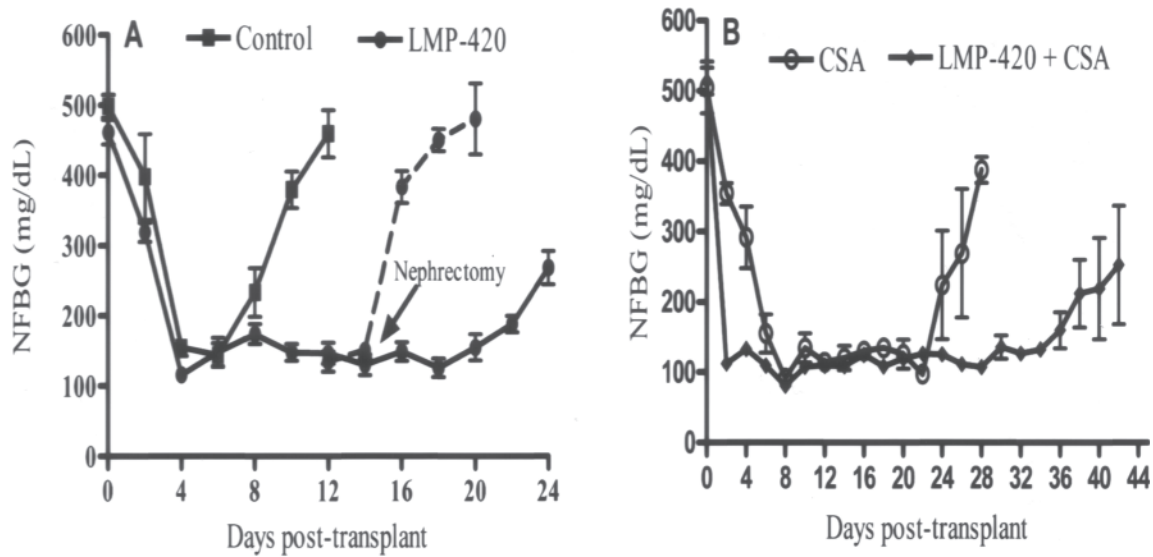 A
Control
LMP-420
NFBG (mg/dL)
600
500
400
300
200
100
0
Nephrectomy
0 4 8 12 16 20 24
Days post-transplant
B
CSA
LMP-420 + CSA
NFBG (mg/dL)
600
500
400
300
200
100
0
0 2 4 6 8 12 16 20 24 28 32 36 40 44
Days post-transplant